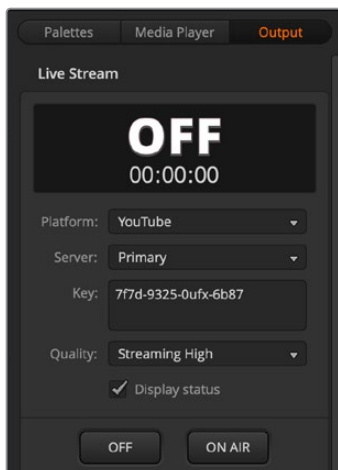 Palettes Media Player Output
Live Stream
OFF
00:00:00
Platform: YouTube
Server: Primary
Key: 7f7d-9325-0ufx-6b87
Quality: Streaming High
Display status
OFF ON AIR